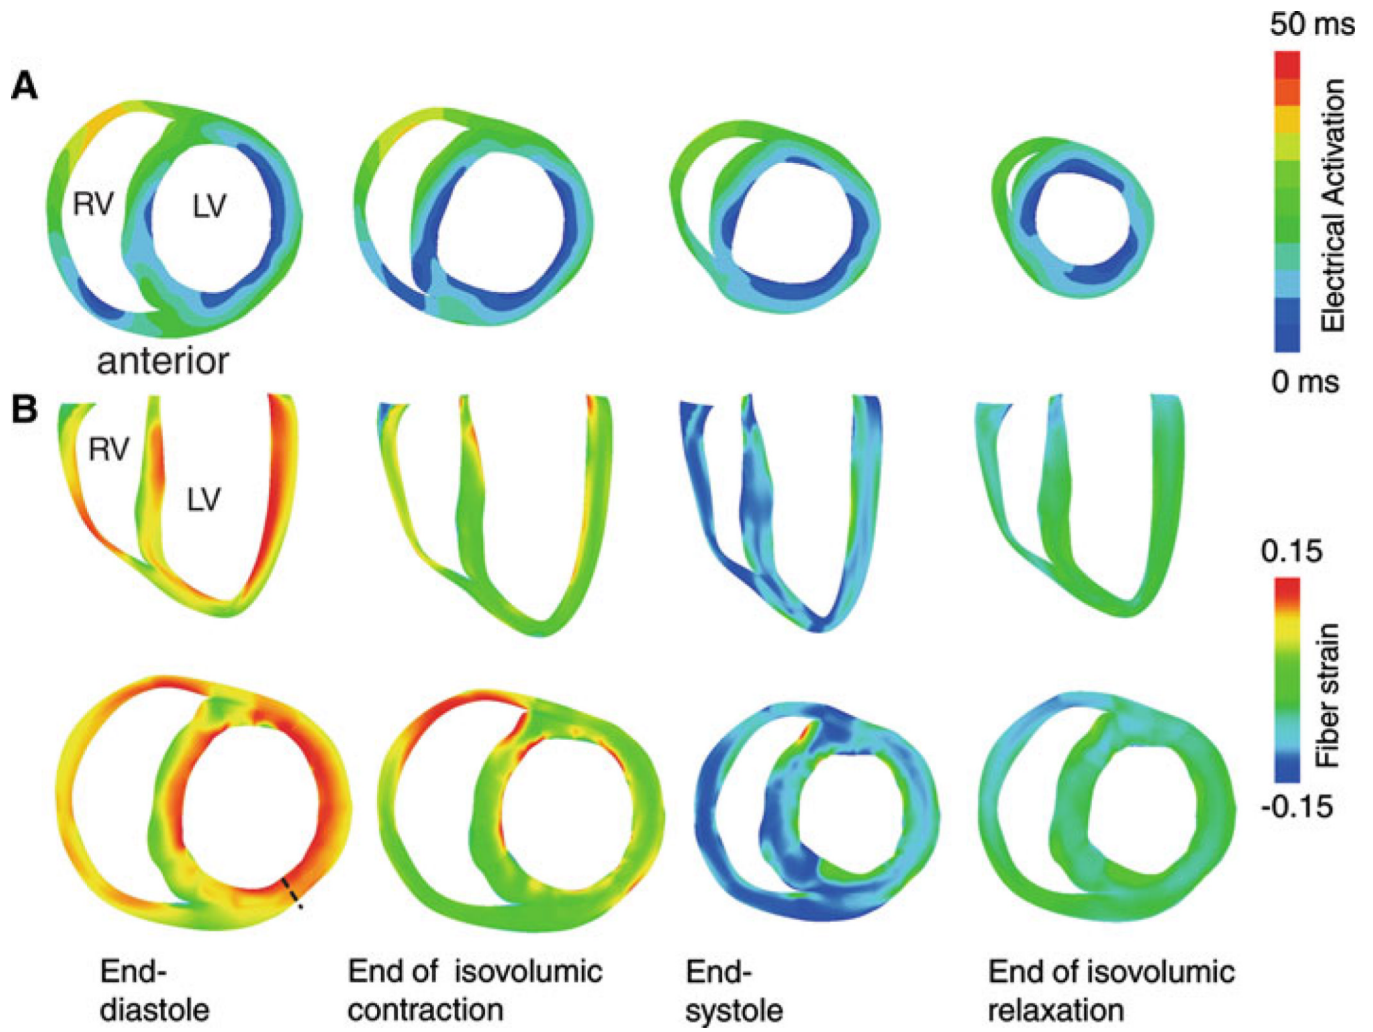 50 ms
A
RV
LV
Electrical Activation
anterior
0 ms
B
RV
LV
0.15
Fiber strain
-0.15
End-
diastole
End of isovolumic
contraction
End-
systole
End of isovolumic
relaxation